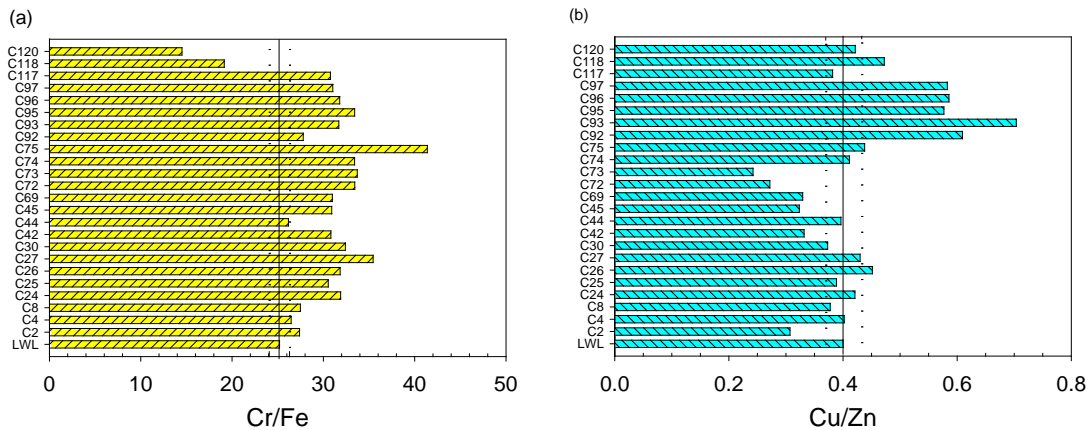 (a)
C120
C118
C117
C97
C96
C95
C93
C92
C75
C74
C73
C72
C69
C45
C44
C42
C30
C27
C26
C25
C24
C8
C4
C2
LWL
0 10 20 30 40 50
Cr/Fe
(b)
C120
C118
C117
C97
C96
C95
C93
C92
C75
C74
C73
C72
C69
C45
C44
C42
C30
C27
C26
C25
C24
C8
C4
C2
LWL
0.0 0.2 0.4 0.6 0.8
Cu/Zn